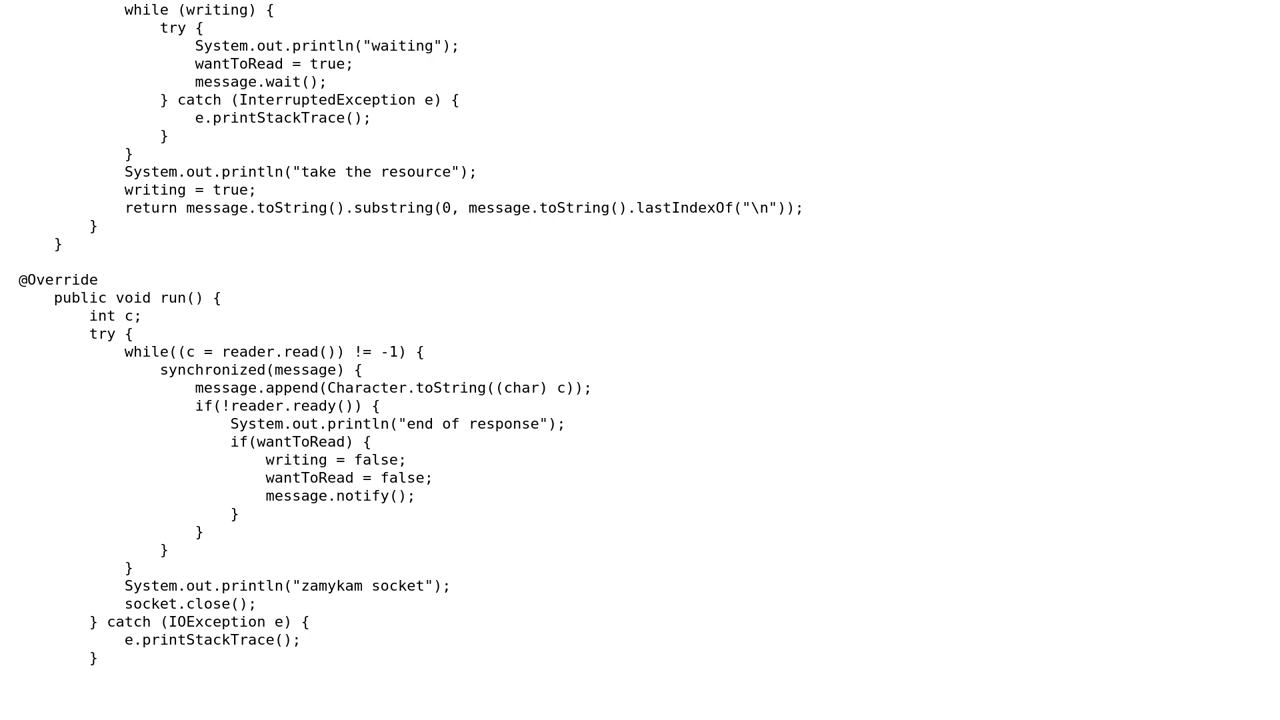 while (writing) {
try {
System.out.println("waiting");
wantToRead = true;
message.wait();
} catch (InterruptedException e) {
e.printStackTrace();
}
}
System.out.println("take the resource");
writing = true;
return message.toString().substring(0, message.toString().lastIndexOf("\n"));
}
}
@Override
public void run() {
int c;
try {
while((c = reader.read()) != -1) {
synchronized(message) {
message.append(Character.toString((char) c));
if(!reader.ready()) {
System.out.println("end of response");
if(wantToRead) {
writing = false;
wantToRead = false;
message.notify();
}
}
}
}
System.out.println("zamykam socket");
socket.close();
} catch (IOException e) {
e.printStackTrace();
}